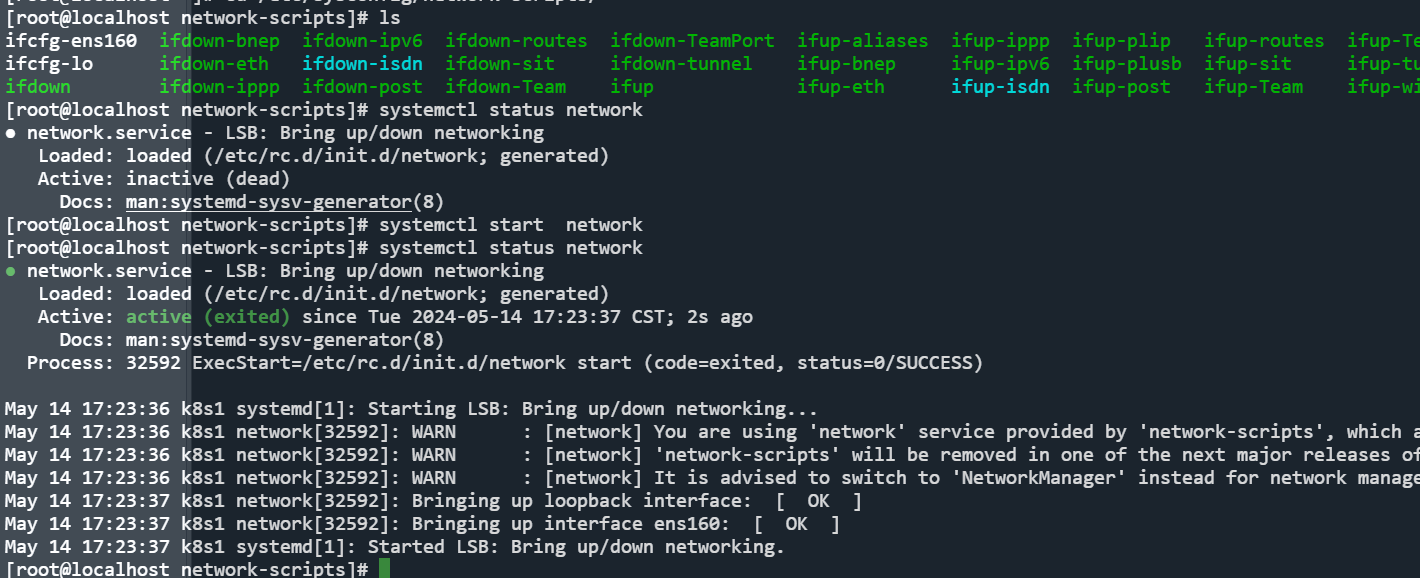 [root@localhost network-scripts]# ls
ifcfg-ens160  ifdown-bnep  ifdown-ipv6  ifdown-routes  ifdown-TeamPort  ifup-aliases  ifup-ippp  ifup-plip  ifup-routes  ifup-Te
ifcfg-lo  ifdown-eth  ifdown-isdn  ifdown-sit  ifdown-tunnel  ifup-bnep  ifup-ipv6  ifup-plusb  ifup-sit  ifup-tu
ifdown  ifdown-ippp  ifdown-post  ifdown-Team  ifup  ifup-eth  ifup-isdn  ifup-post  ifup-Team  ifup-wi
[root@localhost network-scripts]# systemctl status network
● network.service - LSB: Bring up/down networking
Loaded: loaded (/etc/rc.d/init.d/network; generated)
Active: inactive (dead)
Docs: man:systemd-sysv-generator(8)
[root@localhost network-scripts]# systemctl start  network
[root@localhost network-scripts]# systemctl status network
● network.service - LSB: Bring up/down networking
Loaded: loaded (/etc/rc.d/init.d/network; generated)
Active: active (exited) since Tue 2024-05-14 17:23:37 CST; 2s ago
Docs: man:systemd-sysv-generator(8)
Process: 32592 ExecStart=/etc/rc.d/init.d/network start (code=exited, status=0/SUCCESS)
May 14 17:23:36 k8s1 systemd[1]: Starting LSB: Bring up/down networking...
May 14 17:23:36 k8s1 network[32592]: WARN      : [network] You are using 'network' service provided by 'network-scripts', which a
May 14 17:23:36 k8s1 network[32592]: WARN      : [network] 'network-scripts' will be removed in one of the next major releases of
May 14 17:23:36 k8s1 network[32592]: WARN      : [network] It is advised to switch to 'NetworkManager' instead for network manage
May 14 17:23:37 k8s1 network[32592]: Bringing up loopback interface:  [  OK  ]
May 14 17:23:37 k8s1 network[32592]: Bringing up interface ens160:  [  OK  ]
May 14 17:23:37 k8s1 systemd[1]: Started LSB: Bring up/down networking.
[root@localhost network-scripts]#